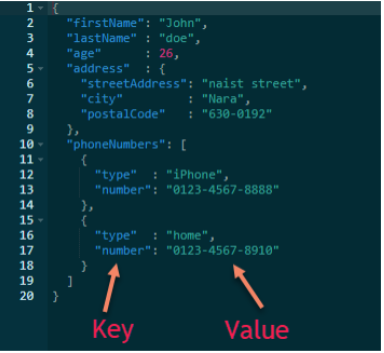 1 {
2 "firstName": "John",
3 "lastName" : "doe",
4 "age" : 26,
5 "address" : {
6 "streetAddress": "naist street",
7 "city" : "Nara",
8 "postalCode" : "630-0192"
9 },
10 "phoneNumbers": [
11 {
12 "type" : "iPhone",
13 "number": "0123-4567-8888"
14 },
15 {
16 "type" : "home",
17 "number": "0123-4567-8910"
18 }
19 ]
20 }
Key Value